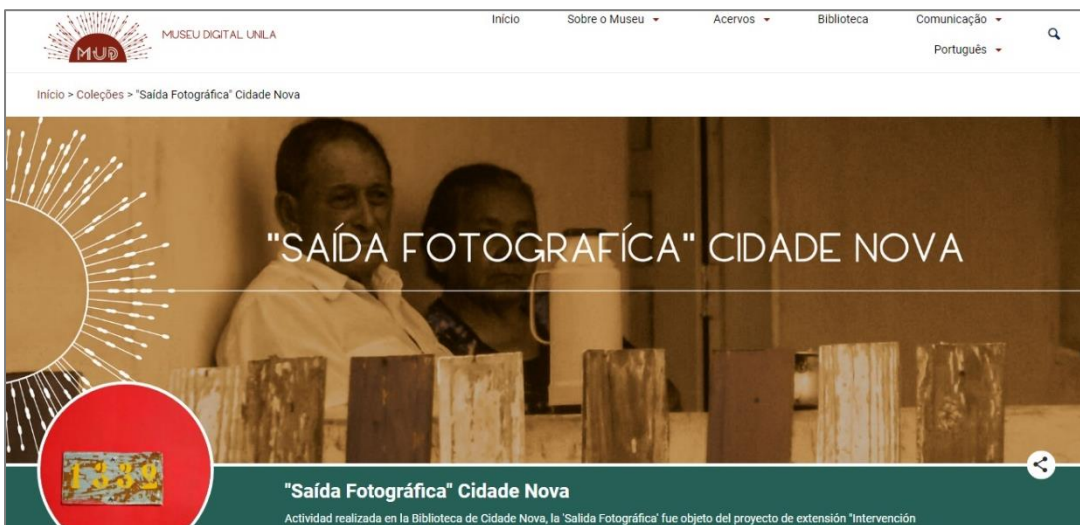 MUD
MUSEU DIGITAL UNILA
Início
Sobre o Museu
Acervos
Biblioteca
Comunicação
Português
Início > Coleções > "Saída Fotográfica" Cidade Nova
"SAÍDA FOTOGRAFÍCA" CIDADE NOVA
1339
"Saída Fotográfica" Cidade Nova
Actividad realizada en la Biblioteca de Cidade Nova, la 'Salida Fotográfica' fue objeto del proyecto de extensión "Intervención